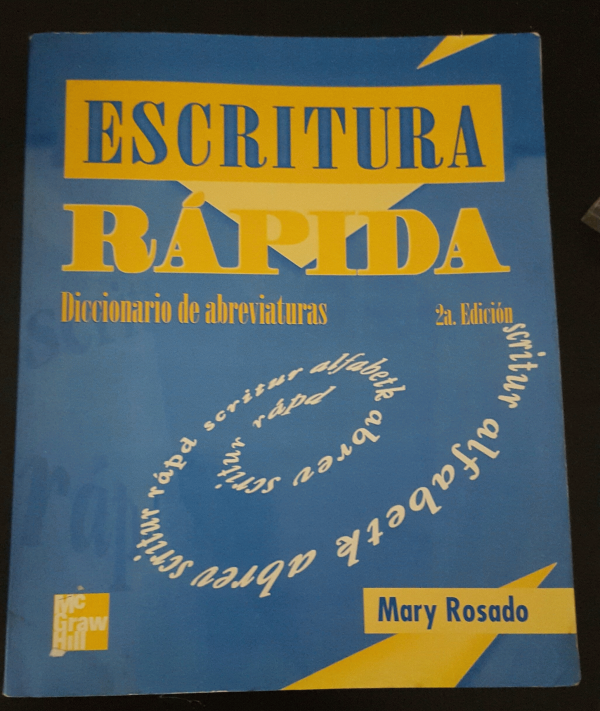 ESCRITURA
RÁPIDA
Diccionario de abreviaturas
2a. Edición
scritur alfabetk abrev scritur rápd scritur alfabetk abrev scritur rápd
Mc
Graw
Hill
Mary Rosado